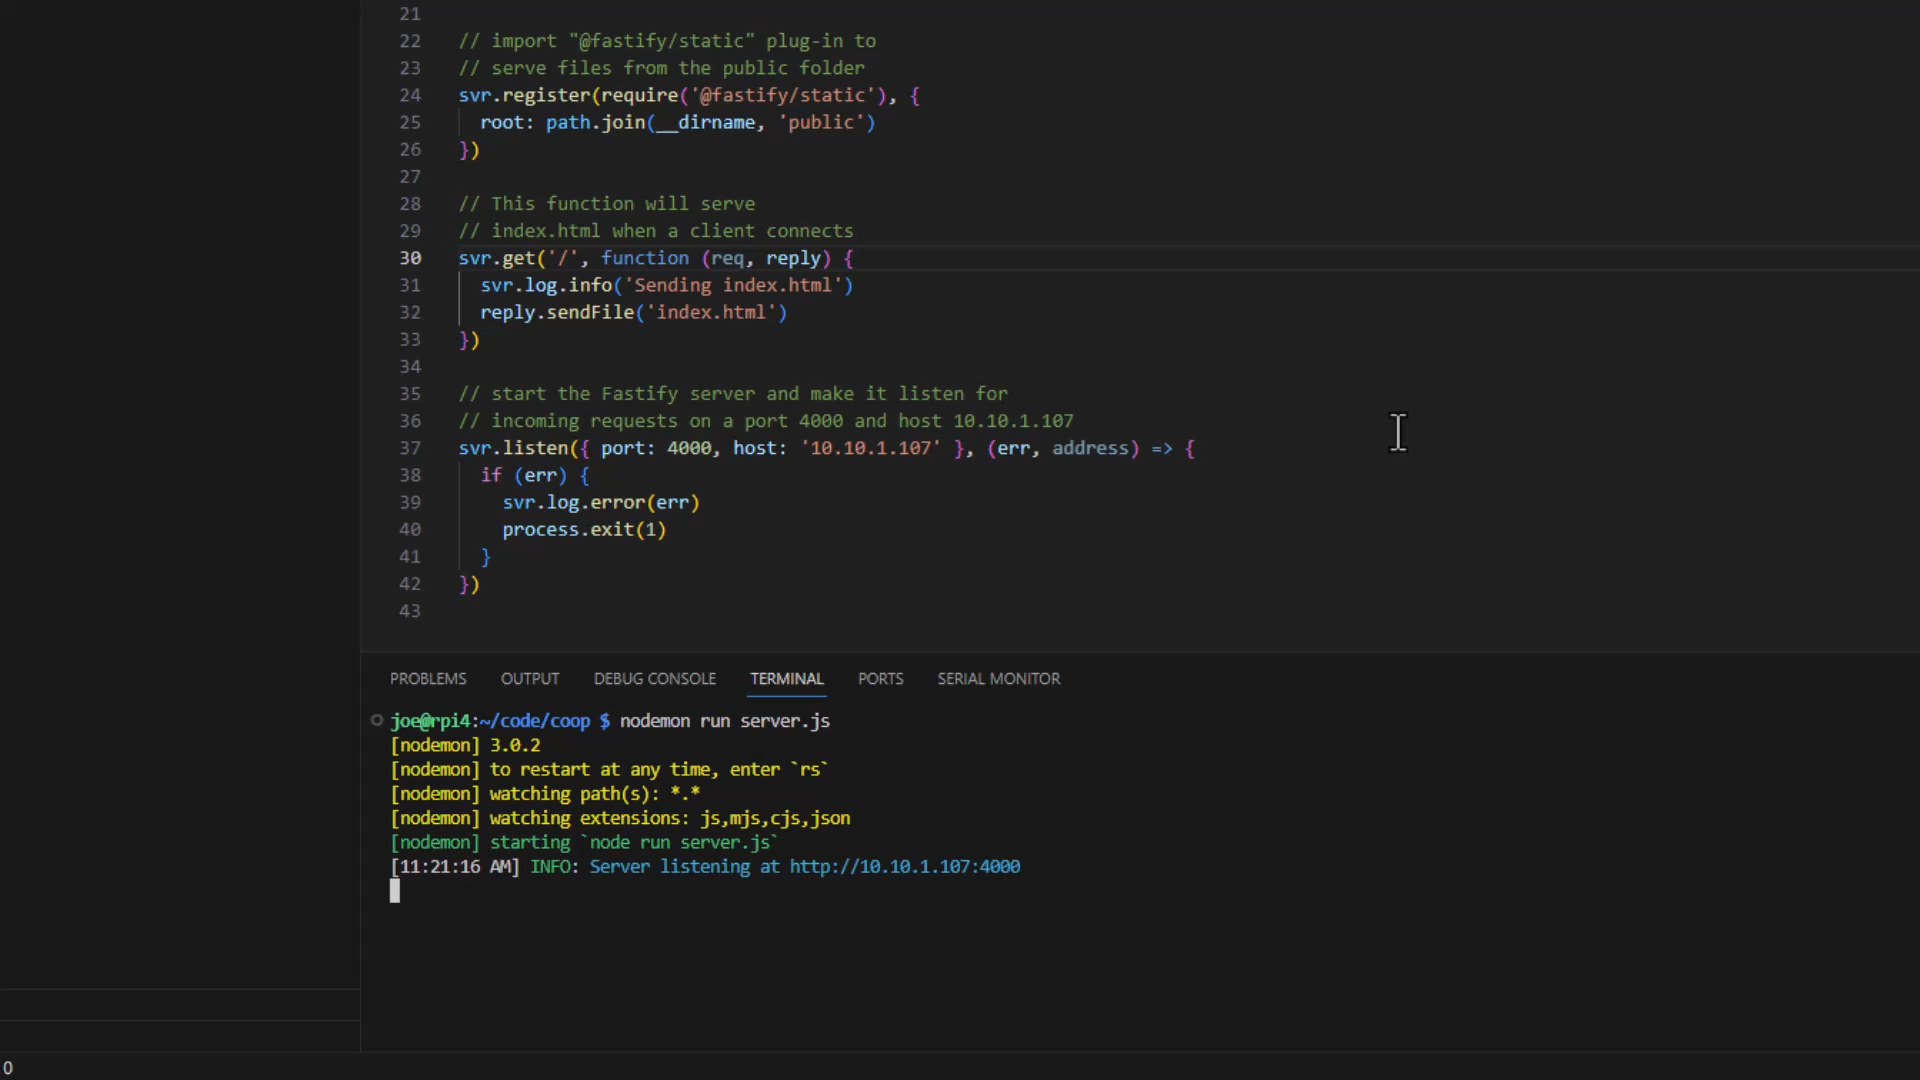 21
22 // import "@fastify/static" plug-in to
23 // serve files from the public folder
24 svr.register(require('@fastify/static'), {
25 root: path.join(__dirname, 'public')
26 })
27
28 // This function will serve
29 // index.html when a client connects
30 svr.get('/', function (req, reply) {
31 svr.log.info('Sending index.html')
32 reply.sendFile('index.html')
33 })
34
35 // start the Fastify server and make it listen for
36 // incoming requests on a port 4000 and host 10.10.1.107
37 svr.listen({ port: 4000, host: '10.10.1.107' }, (err, address) => {
38 if (err) {
39 svr.log.error(err)
40 process.exit(1)
41 }
42 })
43
PROBLEMS OUTPUT DEBUG CONSOLE TERMINAL PORTS SERIAL MONITOR
joe@rpi4:~/code/coop $ nodemon run server.js
[nodemon] 3.0.2
[nodemon] to restart at any time, enter `rs`
[nodemon] watching path(s): *.*
[nodemon] watching extensions: js,mjs,cjs,json
[nodemon] starting `node run server.js`
[11:21:16 AM] INFO: Server listening at http://10.10.1.107:4000
0